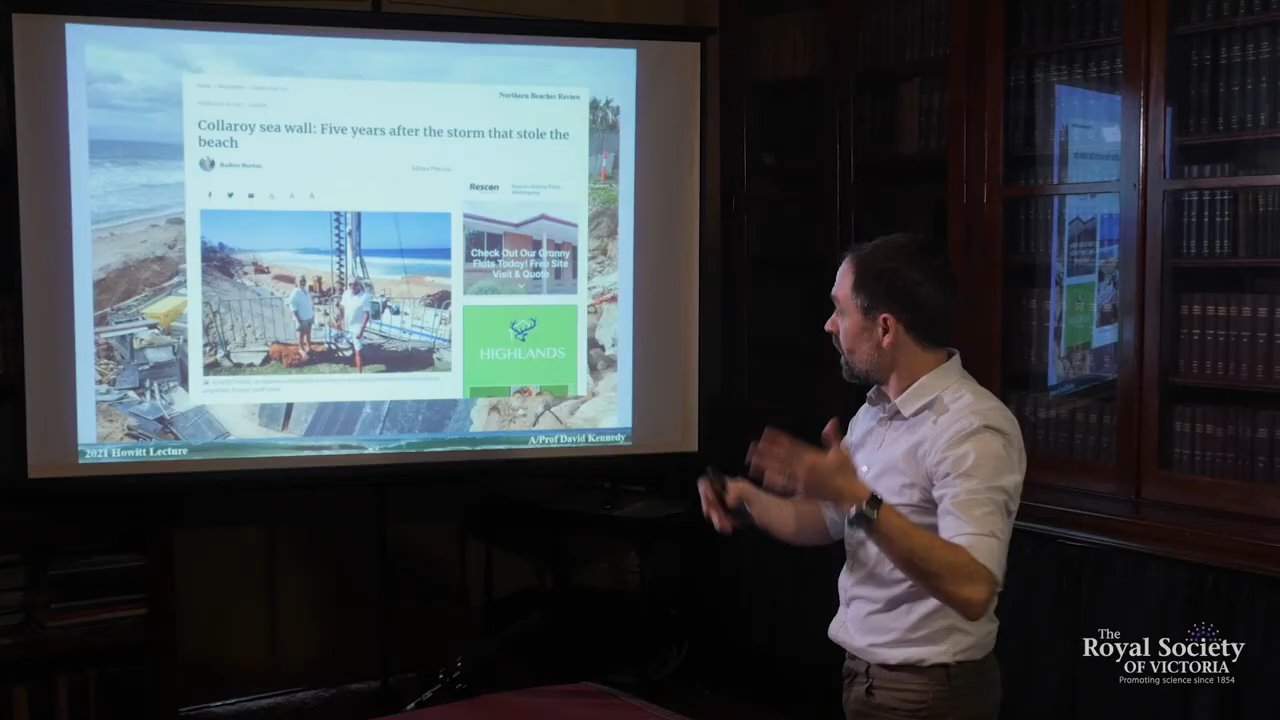 Northern Beaches Review
Collaroy sea wall: Five years after the storm that stole the
beach
Rescon
Check Out Our Granny
Flats Today! Free Site
Visit & Quote
HIGHLANDS
2021 Howitt Lecture
A/Prof David Kennedy
The
Royal Society
OF VICTORIA
Promoting science since 1854